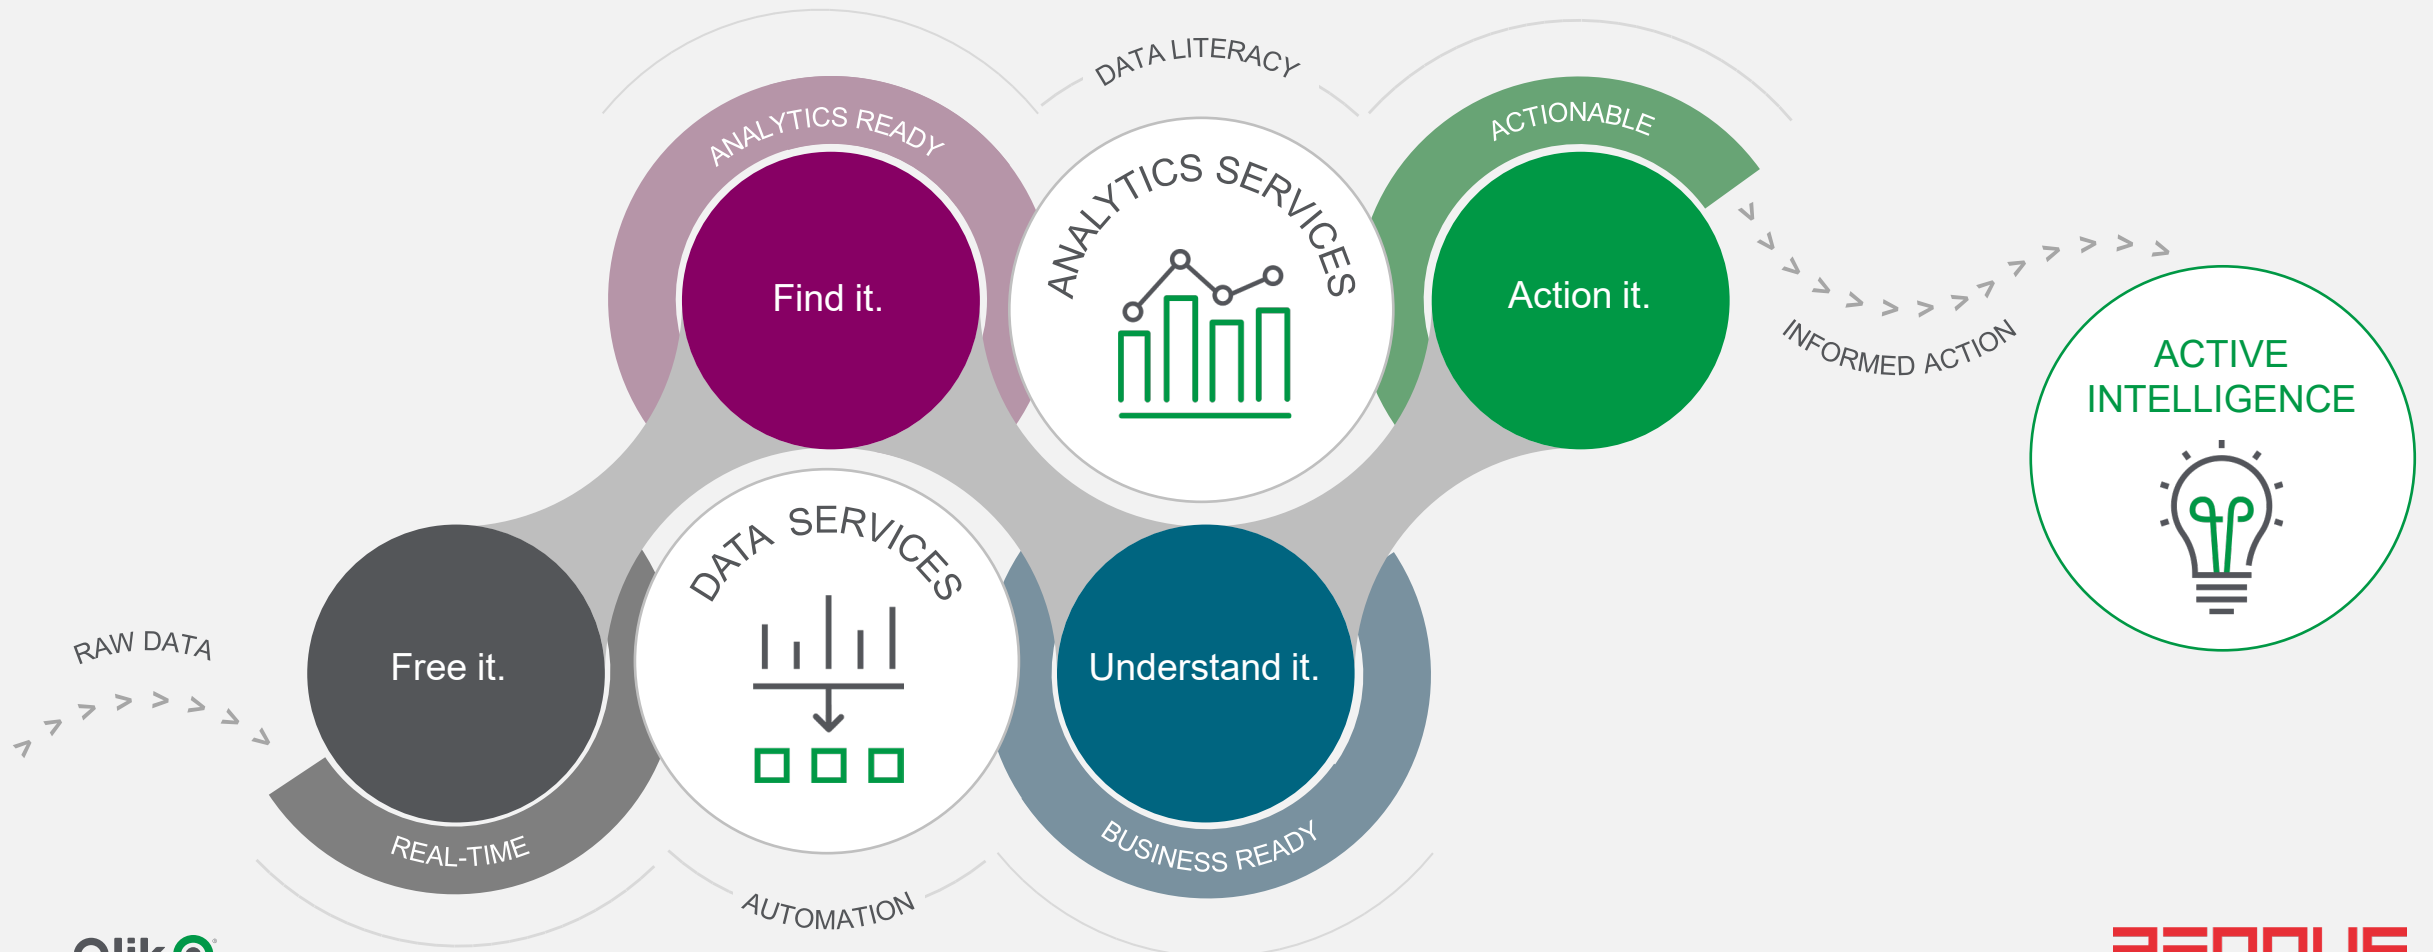 DATA LITERACY
ANALYTICS READY
ACTIONABLE
ANALYTICS SERVICES
Find it.
Action it.
INFORMED ACTION
ACTIVE
INTELLIGENCE
DATA SERVICES
RAW DATA
Free it.
Understand it.
REAL-TIME
BUSINESS READY
AUTOMATION
Qlik